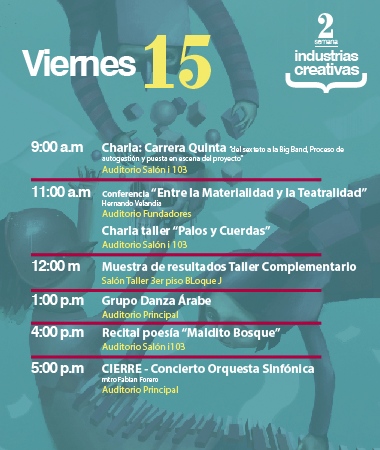 Viernes 15
2
semana
industrias
creativas
9:00 a.m Charla: Carrera Quinta "del sexteto a la Big Band, Proceso de
autogestión y puesta en escena del proyecto"
Auditorio Salón i 103
11:00 a.m Conferencia "Entre la Materialidad y la Teatralidad"
Hernando Velandia
Auditorio Fundadores
Charla taller "Palos y Cuerdas"
Auditorio Salón i 103
12:00 m Muestra de resultados Taller Complementario
Salón Taller 3er piso BLoque J
1:00 p.m Grupo Danza Árabe
Auditorio Principal
4:00 p.m Recital poesía "Maldito Bosque"
Auditorio Salón i103
5:00 p.m CIERRE - Concierto Orquesta Sinfónica
mtro Fabian Forero
Auditorio Principal